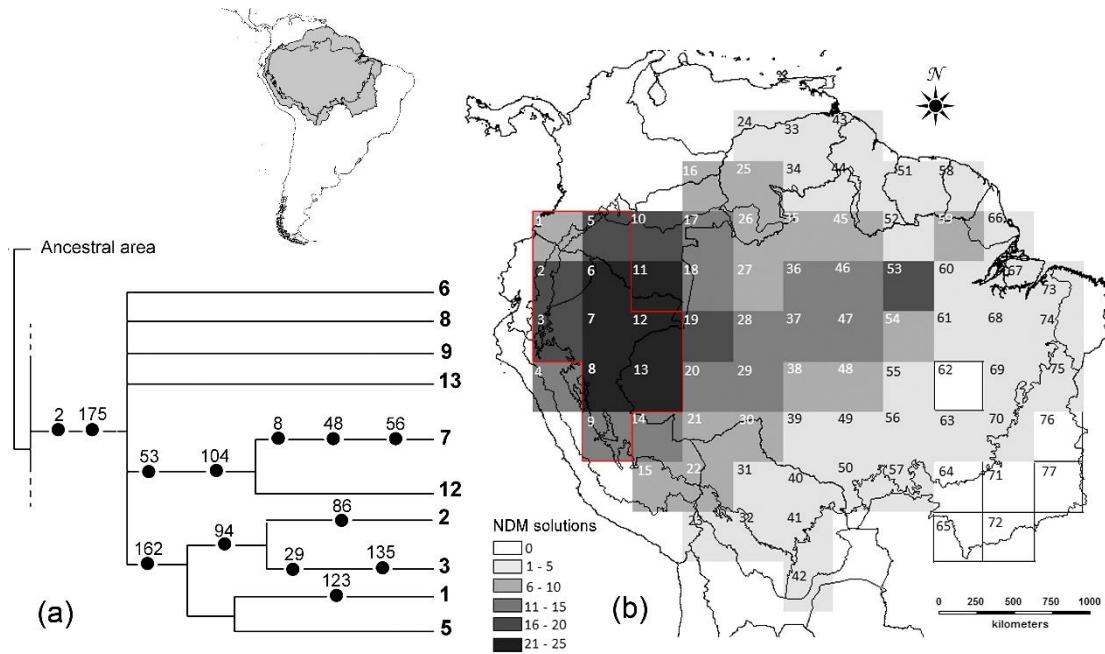 N
Ancestral area
6
8
9
13
2 175
8 48 56
7
53 104
12
86
2
94
29 135
3
162
123
1
5
(a)
24 33 43
16 25 34 44 51 58
1 5 10 17 26 35 45 52 59 66
2 6 11 18 27 36 46 53 60 67 73
3 7 12 19 28 37 47 54 61 68 74
4 8 13 20 29 38 48 55 62 69 75
9 14 21 30 39 49 56 63 70 76
15 22 31 40 50 57 64 71 77
23 32 41 65 72
42
NDM solutions
0
1 - 5
6 - 10
11 - 15
16 - 20
21 - 25
(b)
0 250 500 750 1000
kilometers